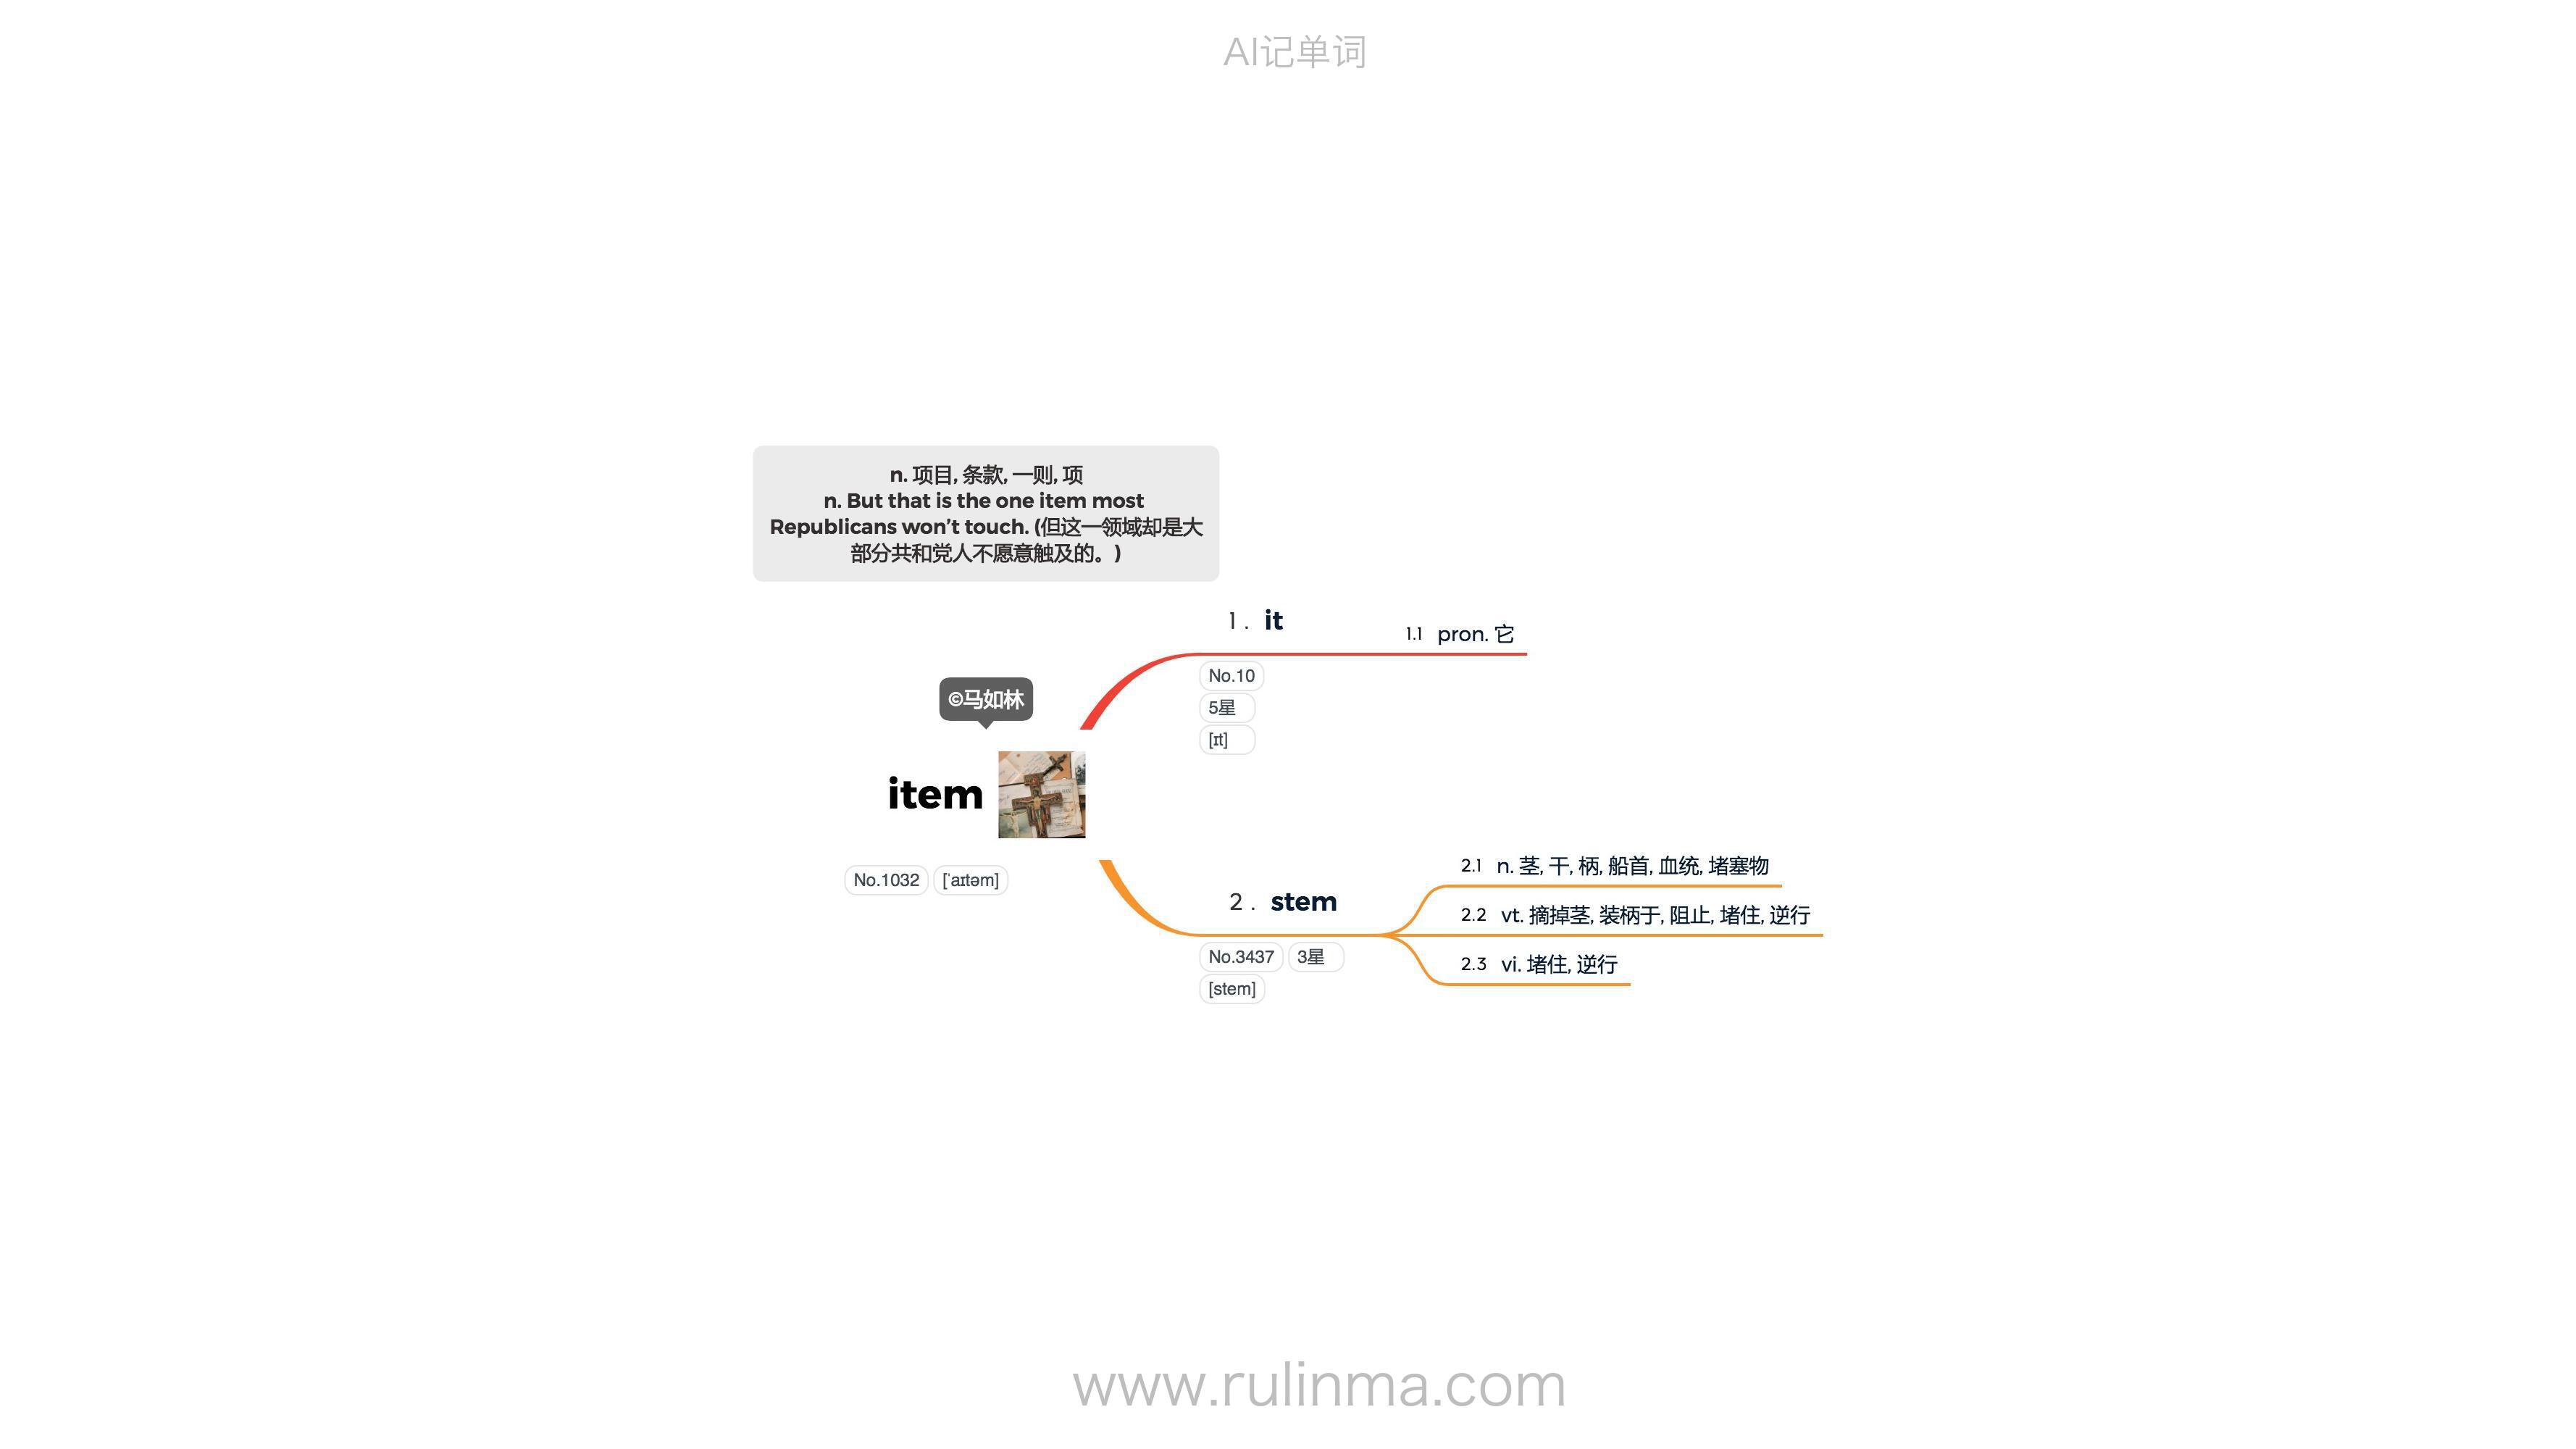 AI记单词
n. 项目, 条款, 一则, 项
n. But that is the one item most
Republicans won’t touch. (但这一领域却是大
部分共和党人不愿意触及的。)
1 . it
1.1 pron. 它
No.10
5星
[ɪt]
©马如林
item
No.1032 [ˈaɪtəm]
2 . stem
No.3437 3星
[stem]
2.1 n. 茎, 干, 柄, 船首, 血统, 堵塞物
2.2 vt. 摘掉茎, 装柄于, 阻止, 堵住, 逆行
2.3 vi. 堵住, 逆行
www.rulinma.com